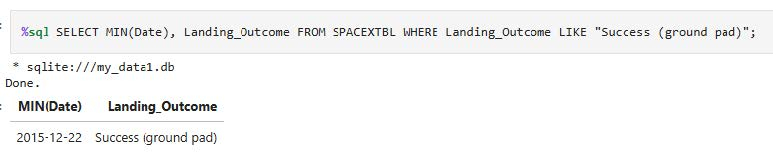 %sql SELECT MIN(Date), Landing_Outcome FROM SPACEXTBL WHERE Landing_Outcome LIKE "Success (ground pad)";
* sqlite:///my_data1.db
Done.
MIN(Date) Landing_Outcome
2015-12-22 Success (ground pad)